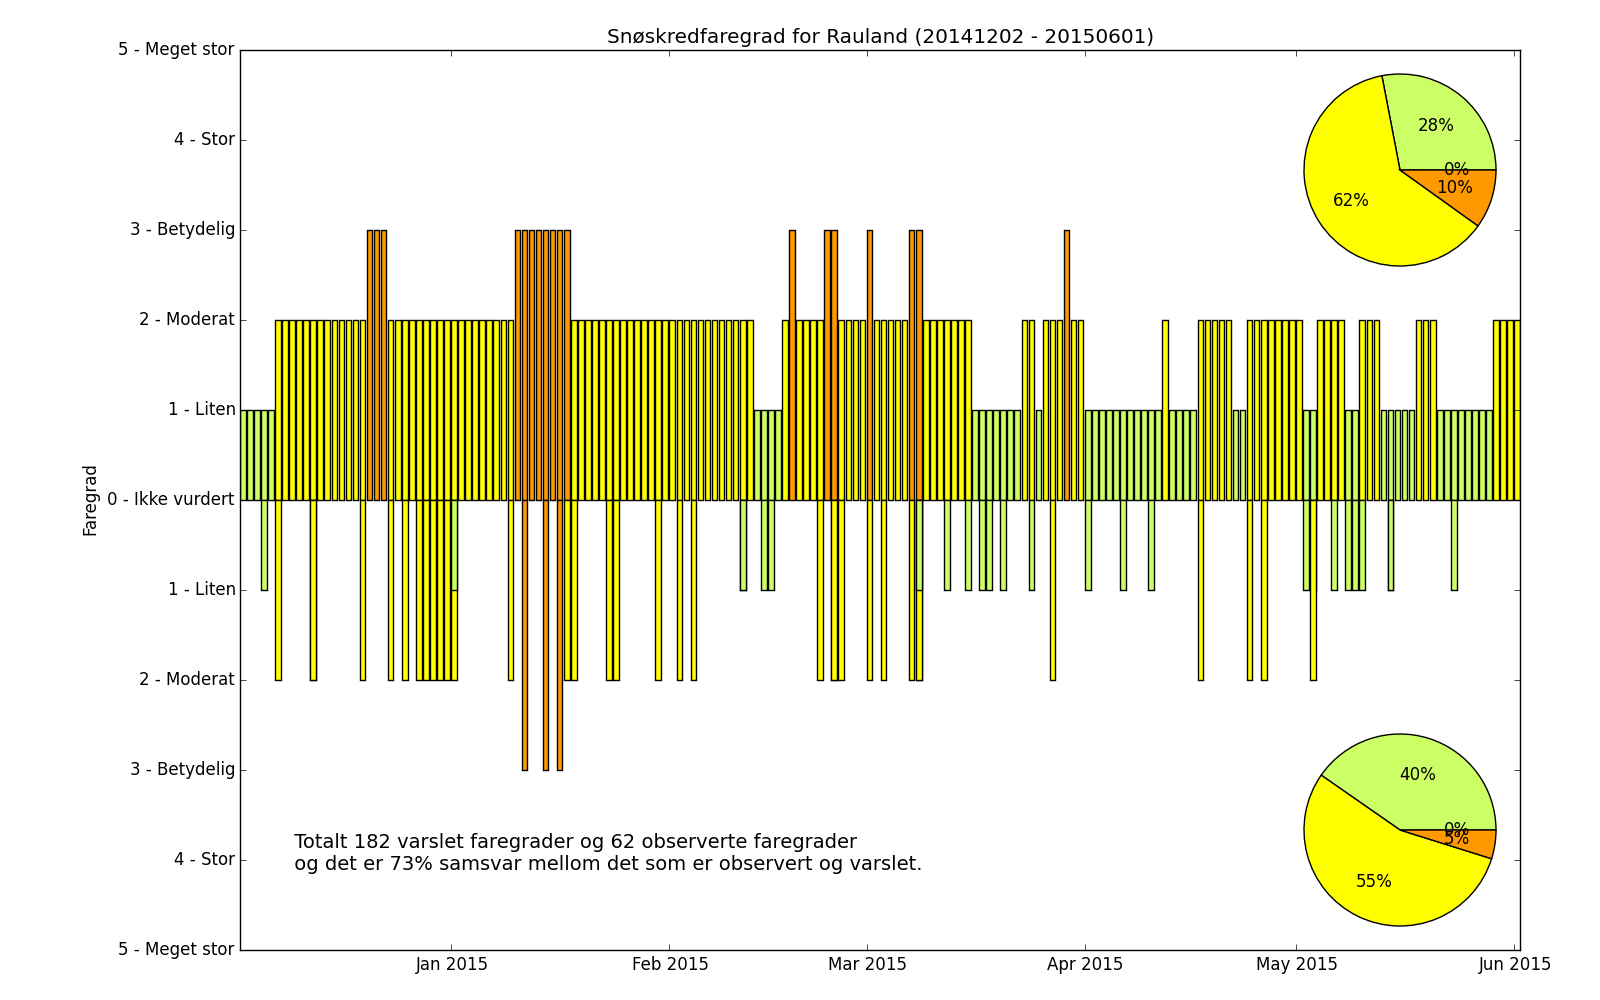 Snøskredfaregrad for Rauland (20141202 - 20150601)
5 - Meget stor
4 - Stor
3 - Betydelig
2 - Moderat
1 - Liten
0 - Ikke vurdert
1 - Liten
2 - Moderat
3 - Betydelig
4 - Stor
5 - Meget stor
Faregrad
28%
0%
10%
62%
40%
0%
5%
55%
Totalt 182 varslet faregrader og 62 observerte faregrader
og det er 73% samsvar mellom det som er observert og varslet.
Jan 2015
Feb 2015
Mar 2015
Apr 2015
May 2015
Jun 2015